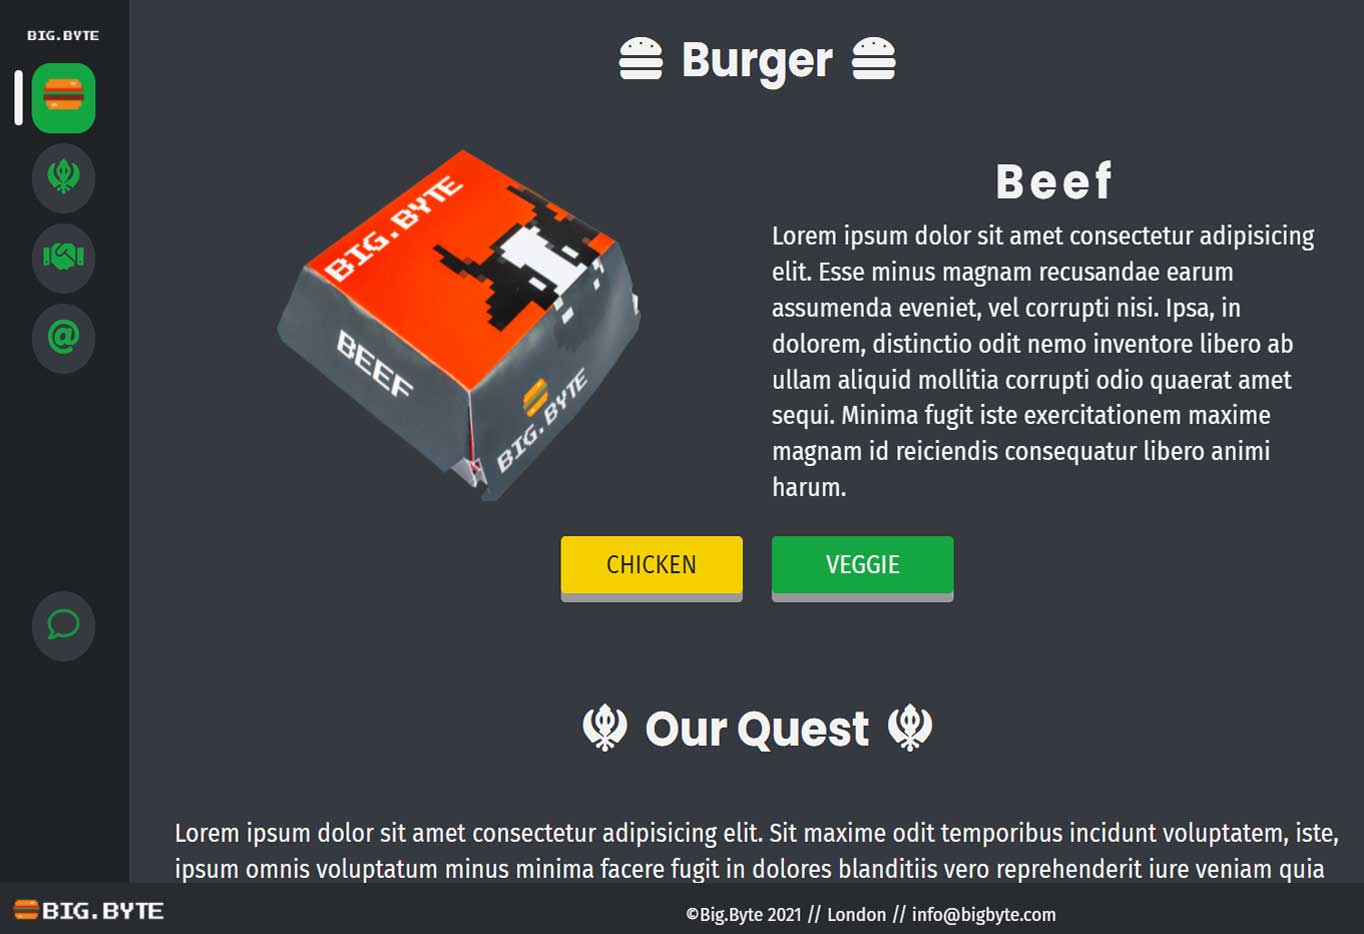 BIG.BYTE
Burger
BIG.BYTE
BEEF
BIG.BYTE
Beef
Lorem ipsum dolor sit amet consectetur adipisicing
elit. Esse minus magnam recusandae earum
assumenda eveniet, vel corrupti nisi. Ipsa, in
dolorem, distinctio odit nemo inventore libero ab
ullam aliquid mollitia corrupti odio quaerat amet
sequi. Minima fugit iste exercitationem maxime
magnam id reiciendis consequatur libero animi
harum.
CHICKEN
VEGGIE
Our Quest
Lorem ipsum dolor sit amet consectetur adipisicing elit. Sit maxime odit temporibus incidunt voluptatem, iste,
ipsum omnis voluptatum minus minima facere fugit in dolores blanditiis vero reprehenderit iure veniam quia
BIG.BYTE
©Big.Byte 2021 // London // info@bigbyte.com